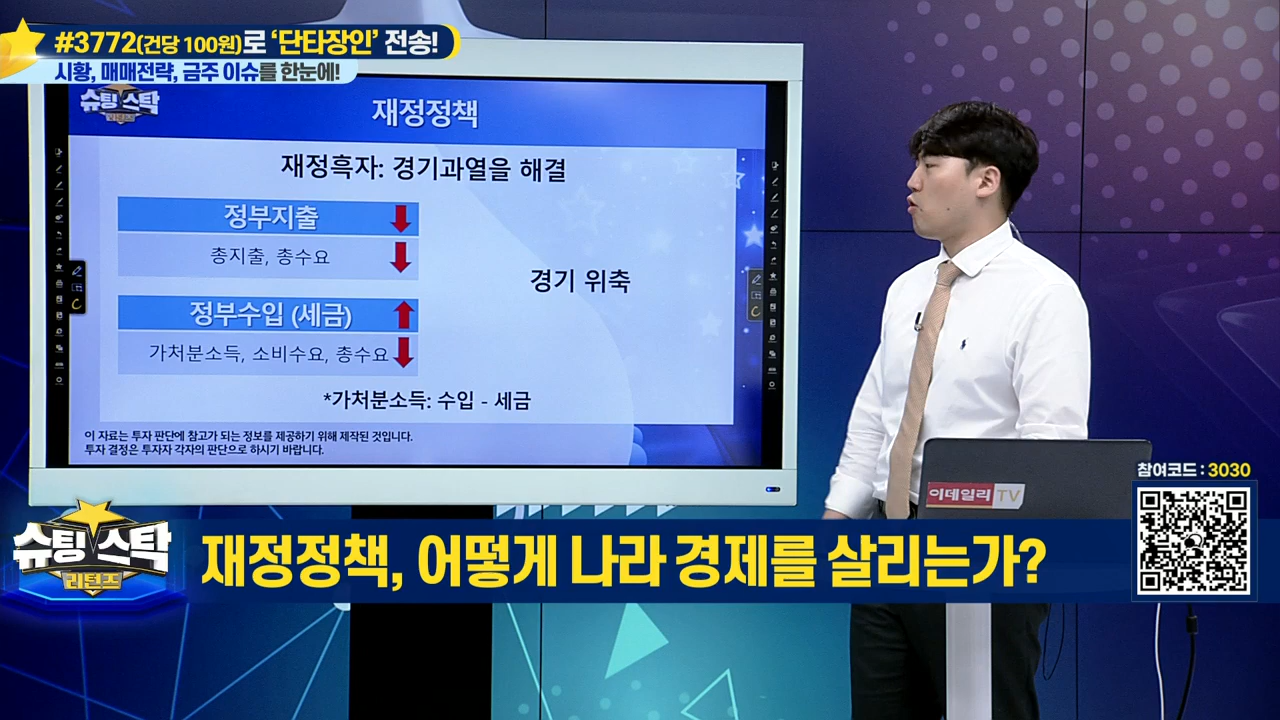 #3772(건당 100원)로 '단타장인' 전송!
시황, 매매전략, 금주 이슈를 한눈에!
슈팅 스탁
재정정책
재정흑자: 경기과열을 해결
정부지출
총지출, 총수요
경기 위축
정부수입 (세금)
가처분소득, 소비수요, 총수요
*가처분소득: 수입 - 세금
이 자료는 투자 판단에 참고가 되는 정보를 제공하기 위해 제작된 것입니다.
투자 결정은 투자자 각자의 판단으로 하시기 바랍니다.
이데일리 TV
참여코드 : 3030
슈팅 스탁
리턴즈
재정정책, 어떻게 나라 경제를 살리는가?